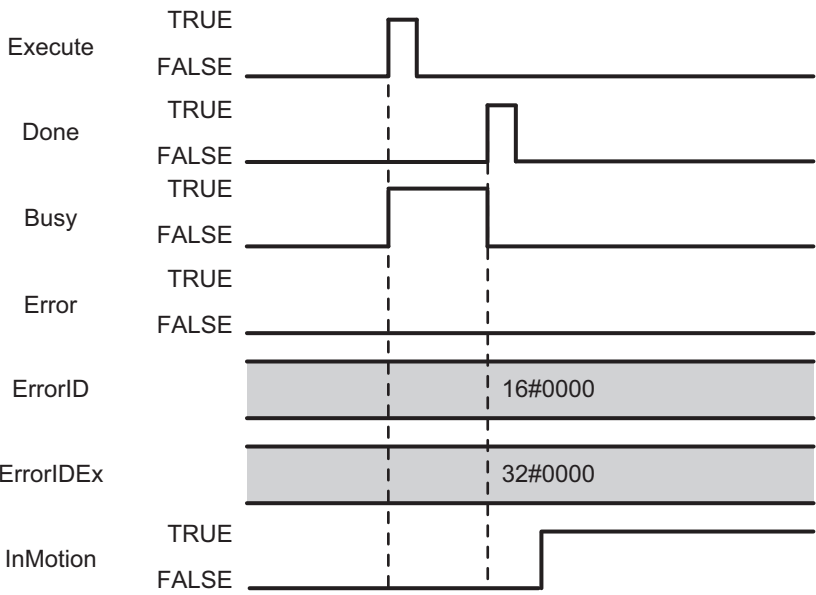 TRUE
Execute
FALSE
TRUE
Done
FALSE
TRUE
Busy
FALSE
TRUE
Error
FALSE
ErrorID 16#0000
ErrorIDEx 32#0000
TRUE
InMotion
FALSE